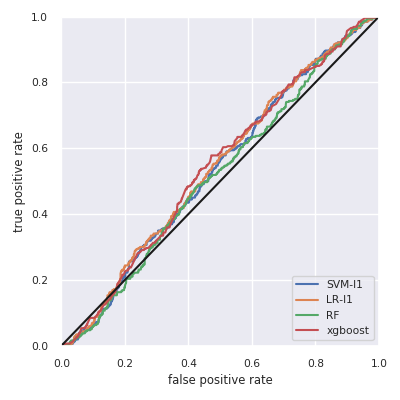 1.0
0.8
0.6
0.4
0.2
0.0
true positive rate
SVM-l1
LR-l1
RF
xgboost
0.0 0.2 0.4 0.6 0.8 1.0
false positive rate